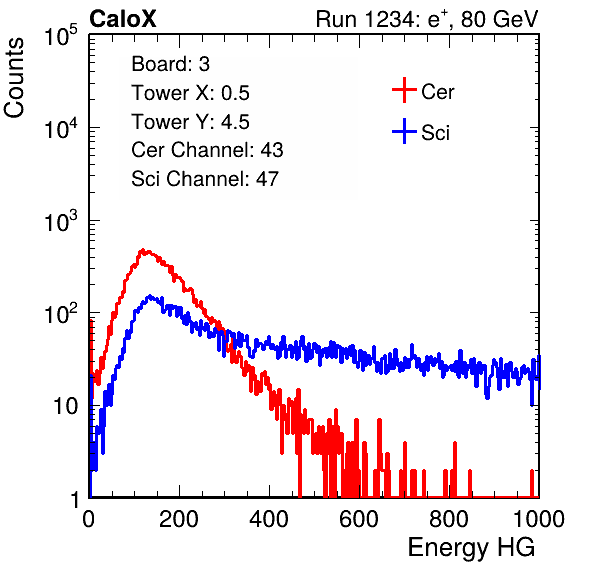 CaloX Run 1234: e⁺, 80 GeV
Counts
Board: 3
Tower X: 0.5
Tower Y: 4.5
Cer Channel: 43
Sci Channel: 47
Cer
Sci
10⁵
10⁴
10³
10²
10
1
0 200 400 600 800 1000
Energy HG